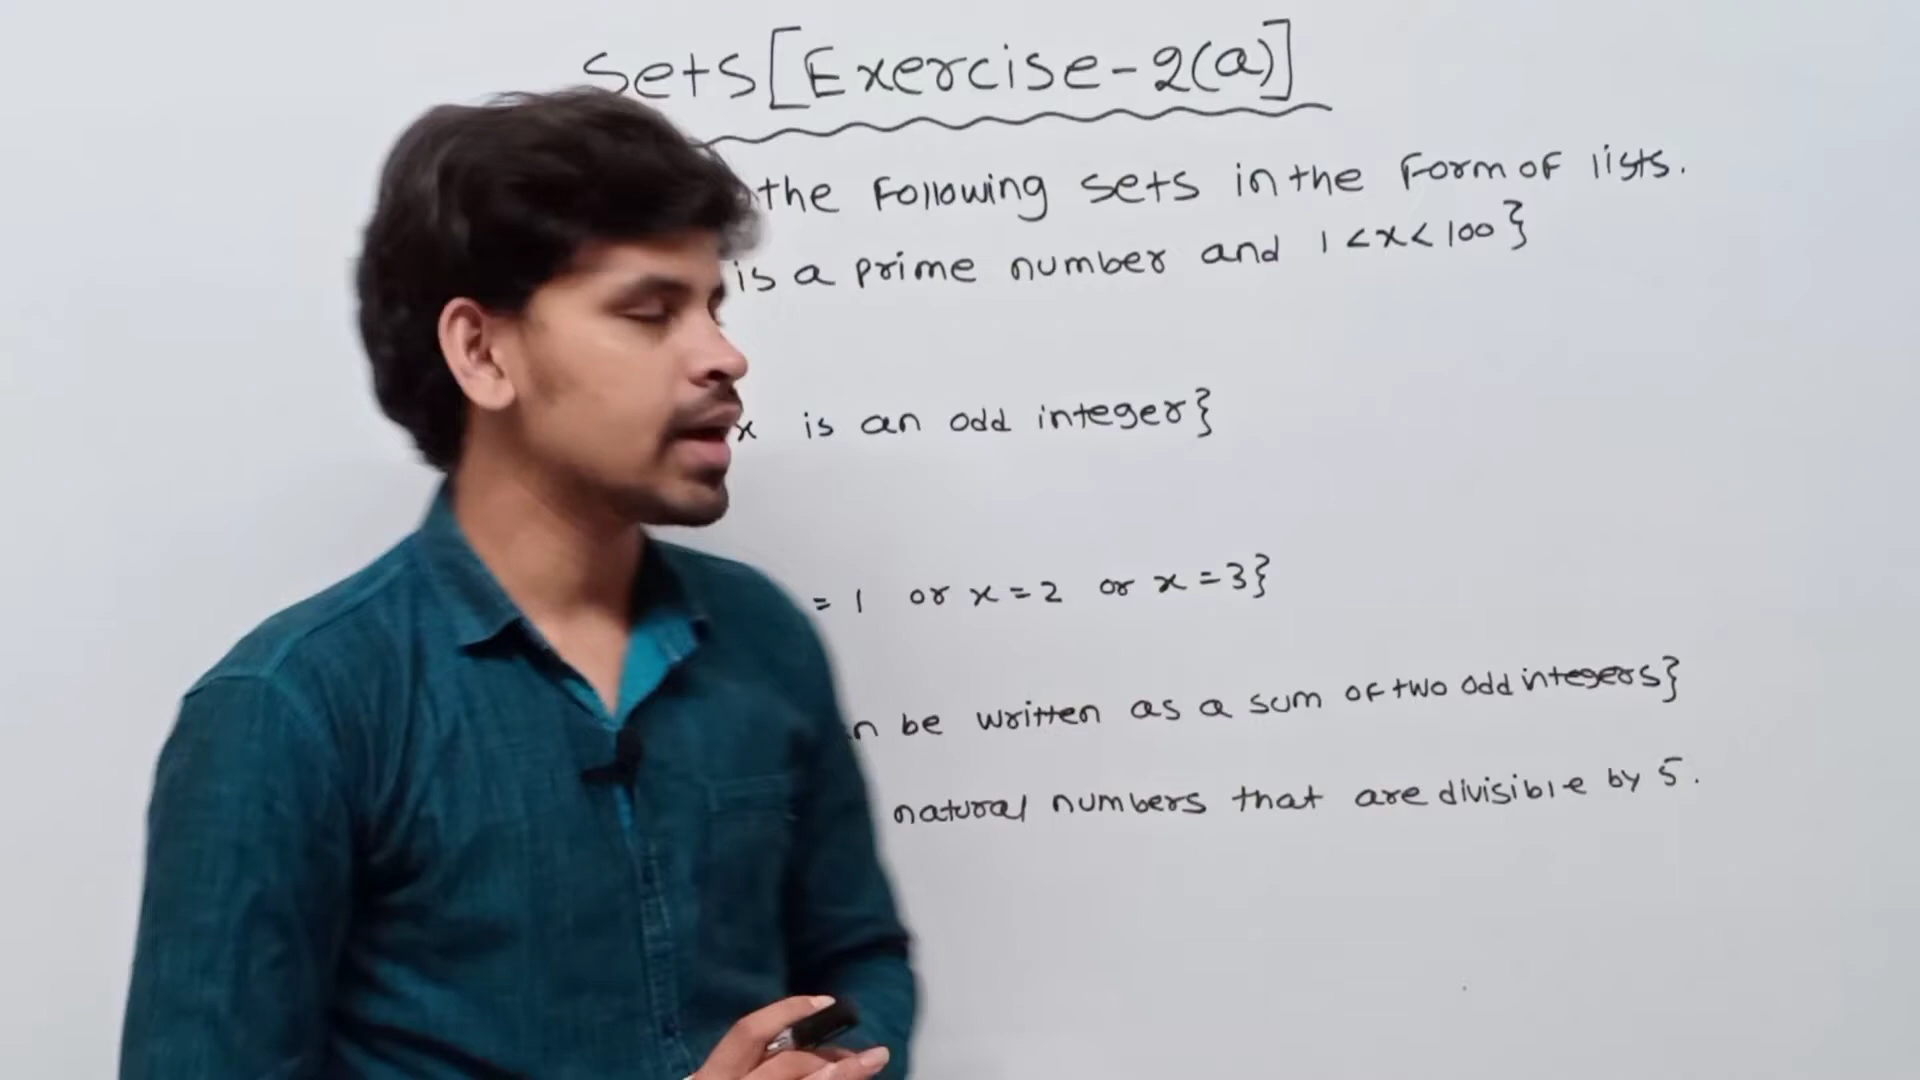 Sets [Exercise-2(a)]
the following sets in the form of lists.
is a prime number and 1 < x < 100}
x is an odd integer}
= 1 or x = 2 or x = 3}
be written as a sum of two odd integers}
natural numbers that are divisible by 5.